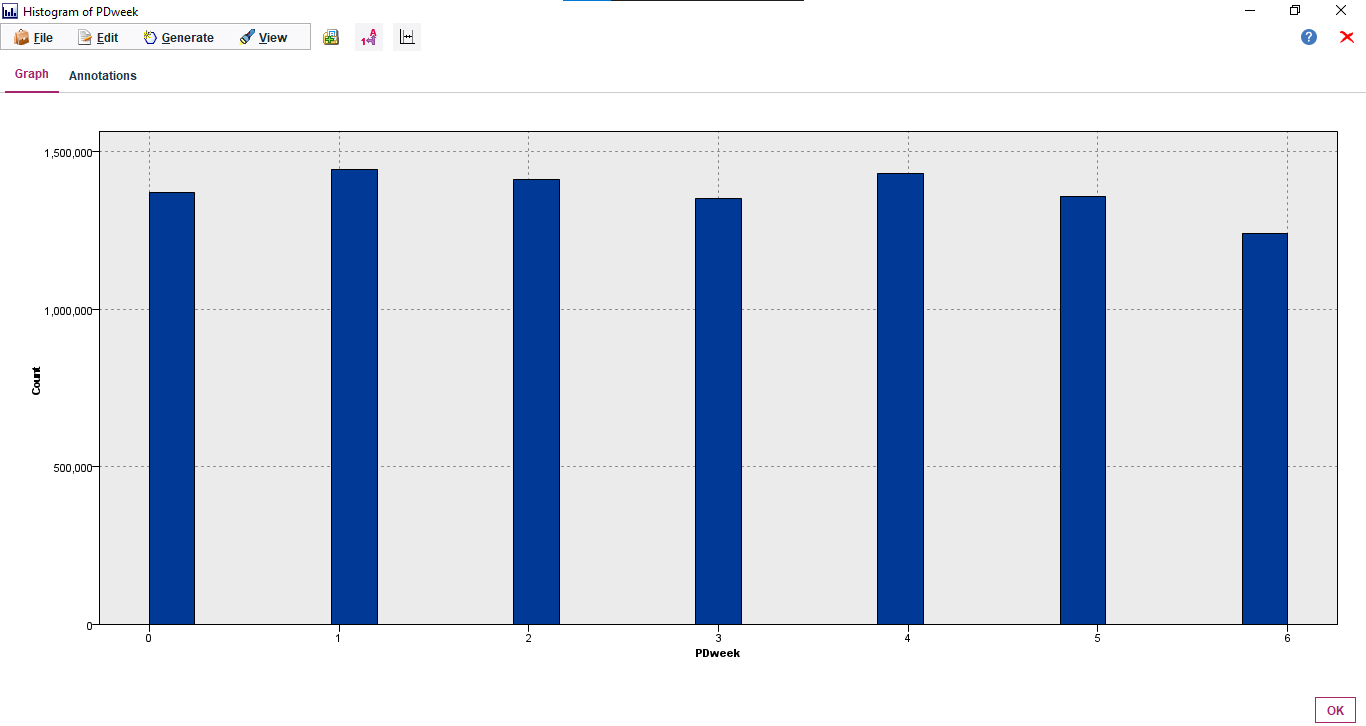 Histogram of PDweek
File Edit Generate View
Graph Annotations
1,500,000
1,000,000
500,000
0
Count
0 1 2 3 4 5 6
PDweek
OK